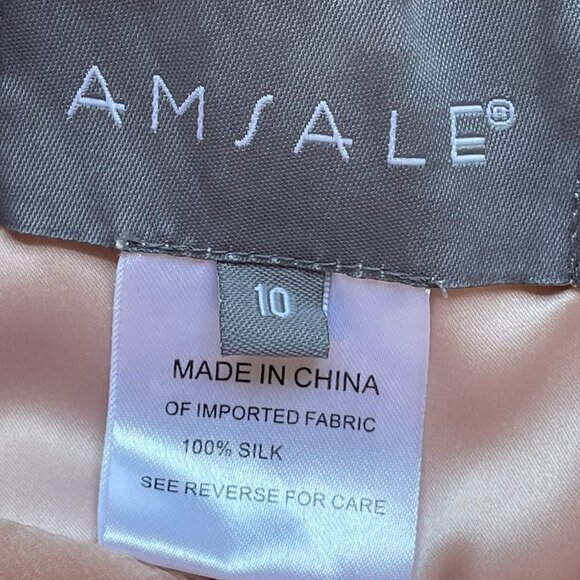 AMSALE®
10
MADE IN CHINA
OF IMPORTED FABRIC
100% SILK
SEE REVERSE FOR CARE